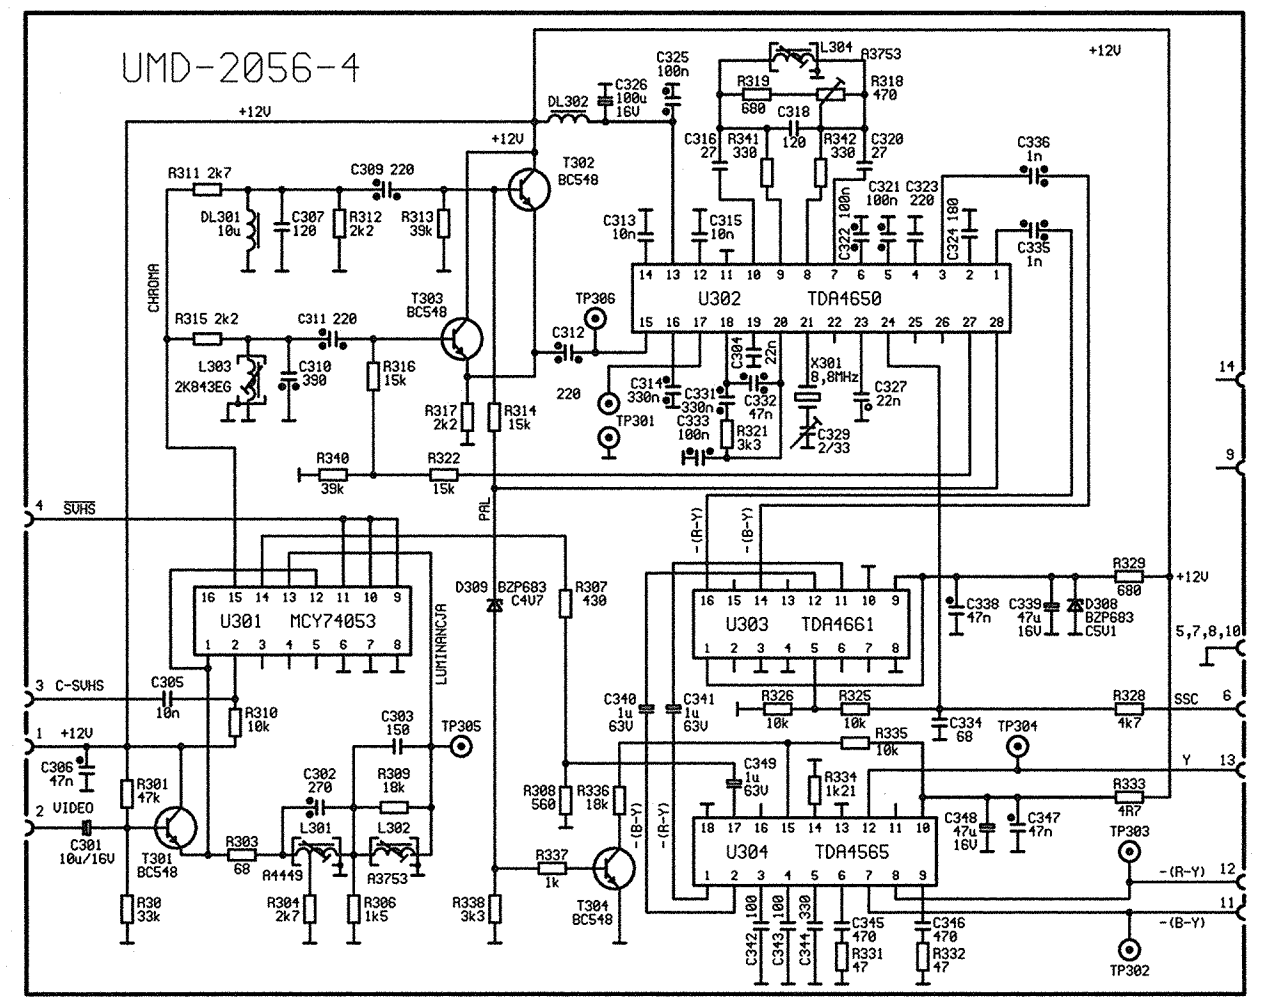 UMD-2056-4
+12V
+12V
+12V
DL302
C326
100u
16V
C325
100n
L304
A3753
R319
680
R318
470
C318
120
C316
27
R341
330
R342
330
C320
27
C336
1n
C335
1n
R311 2k7
C309 220
T302
BC548
DL301
10u
C307
120
R312
2k2
R313
39k
C313
10n
C315
10n
C322 100n
C321
100n
C323
220
C324 180
CHROMA
14 13 12 11 10 9 8 7 6 5 4 3 2 1
U302 TDA4650
15 16 17 18 19 20 21 22 23 24 25 26 27 28
T303
BC548
TP306
R315 2k2
C311 220
C312
220
L303
2K843EG
C310
390
R316
15k
R317
2k2
R314
15k
TP301
C314
330n
C304
22n
C331
330n
C332
47n
C333
100n
R321
3k3
X301
8,8MHz
C329
2/33
C327
22n
R340
39k
R322
15k
PAL
14
9
4 SVHS
-(R-Y)
-(B-Y)
16 15 14 13 12 11 10 9
U301 MCY74053
1 2 3 4 5 6 7 8
LUMINANCJA
D309 BZP683
C4V7
R307
430
16 15 14 13 12 11 10 9
U303 TDA4661
1 2 3 4 5 6 7 8
C338
47n
C339
47u
16V
D308
BZP683
C5V1
R329
680
+12V
5,7,8,10
3 C-SVHS
C305
10n
R310
10k
1 +12V
C306
47n
2 VIDEO
C301
10u/16V
R301
47k
T301
BC548
R30
33k
R303
68
C303
150
TP305
C302
270
R309
18k
L301
A4449
L302
A3753
R304
2k7
R306
1k5
R338
3k3
R337
1k
T304
BC548
R308
560
R336
18k
C340
1u
63V
C341
1u
63V
-(B-Y)
-(R-Y)
R326
10k
R325
10k
C334
68
R328
4k7
SSC 6
R335
10k
TP304
Y 13
C349
1u
63V
R334
1k21
R333
4R7
18 17 16 15 14 13 12 11 10
U304 TDA4565
1 2 3 4 5 6 7 8 9
C348
47u
16V
C347
47n
TP303
-(R-Y) 12
11
-(B-Y)
TP302
C342 100
C343 100
C344 330
C345
470
R331
47
C346
470
R332
47